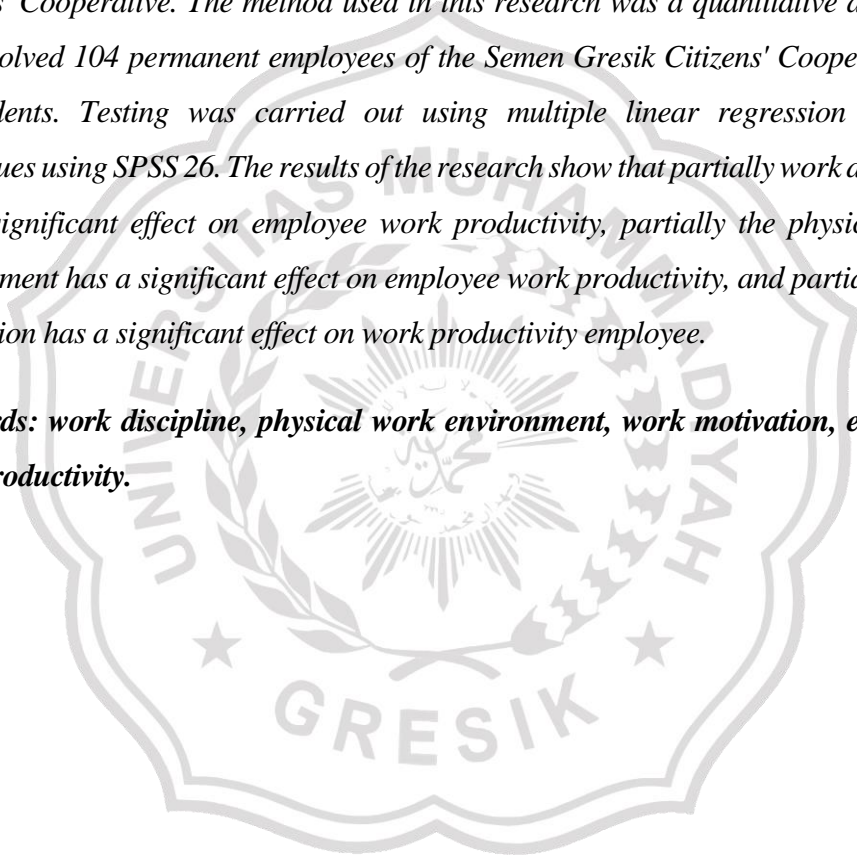 s' Cooperative. The method used in this research was a quantitative a
olved 104 permanent employees of the Semen Gresik Citizens' Coope
dents. Testing was carried out using multiple linear regression
ues using SPSS 26. The results of the research show that partially work d
ignificant effect on employee work productivity, partially the physic
ment has a significant effect on employee work productivity, and partic
ion has a significant effect on work productivity employee.
rds: work discipline, physical work environment, work motivation, e
roductivity.
UNIVERSITAS MUHAMMADIYAH
GRESIK